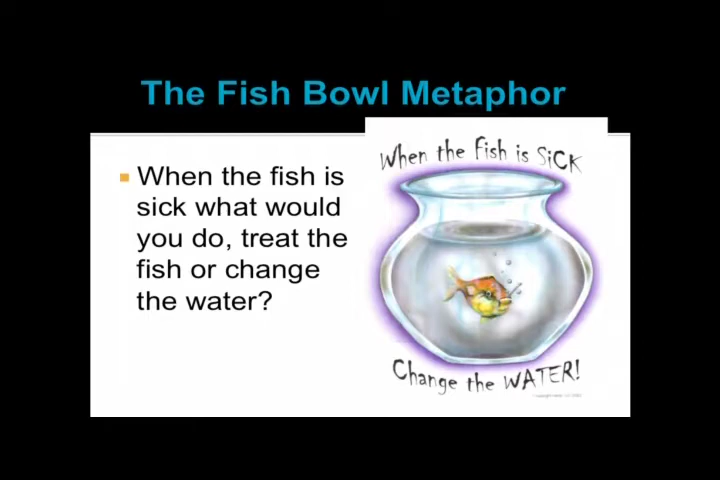 The Fish Bowl Metaphor
When the fish is
sick what would
you do, treat the
fish or change
the water?
When the Fish is SiCK
Change the WATER!